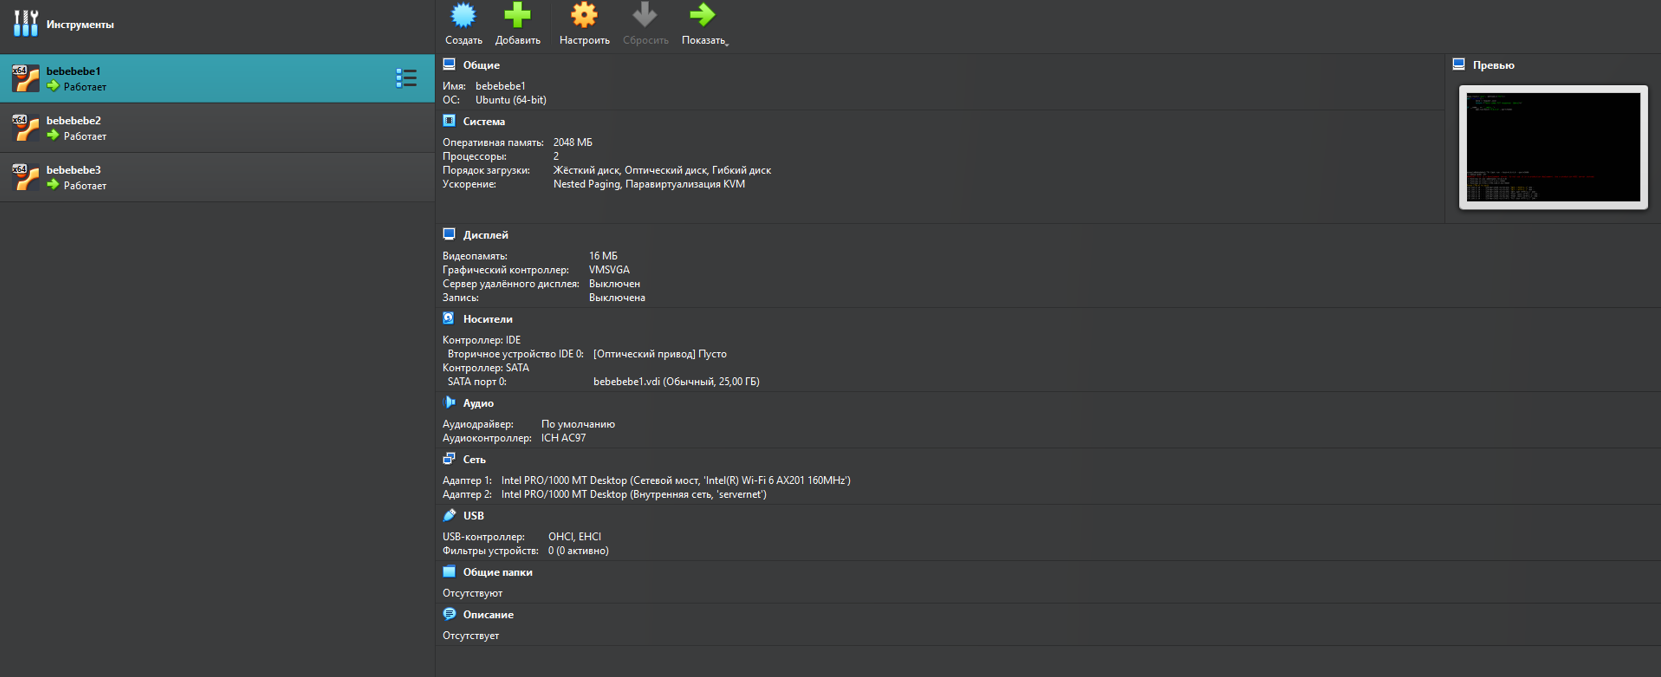 Инструменты
Создать Добавить Настроить Сбросить Показать
x64 bebebebe1
Работает
x64 bebebebe2
Работает
x64 bebebebe3
Работает
Общие
Имя: bebebebe1
ОС: Ubuntu (64-bit)
Система
Оперативная память: 2048 МБ
Процессоры: 2
Порядок загрузки: Жёсткий диск, Оптический диск, Гибкий диск
Ускорение: Nested Paging, Паравиртуализация KVM
Превью
Дисплей
Видеопамять: 16 МБ
Графический контроллер: VMSVGA
Сервер удалённого дисплея: Выключен
Запись: Выключена
Носители
Контроллер: IDE
Вторичное устройство IDE 0: [Оптический привод] Пусто
Контроллер: SATA
SATA порт 0: bebebebe1.vdi (Обычный, 25,00 ГБ)
Аудио
Аудиодрайвер: По умолчанию
Аудиоконтроллер: ICH AC97
Сеть
Адаптер 1: Intel PRO/1000 MT Desktop (Сетевой мост, 'Intel(R) Wi-Fi 6 AX201 160MHz')
Адаптер 2: Intel PRO/1000 MT Desktop (Внутренняя сеть, 'servernet')
USB
USB-контроллер: OHCI, EHCI
Фильтры устройств: 0 (0 активно)
Общие папки
Отсутствуют
Описание
Отсутствует